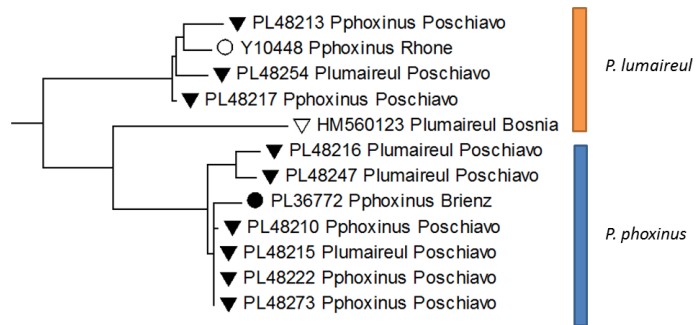 PL48213 Pphoxinus Poschiavo
Y10448 Pphoxinus Rhone
PL48254 Plumaireul Poschiavo
PL48217 Pphoxinus Poschiavo
HM560123 Plumaireul Bosnia
PL48216 Plumaireul Poschiavo
PL48247 Plumaireul Poschiavo
PL36772 Pphoxinus Brienz
PL48210 Pphoxinus Poschiavo
PL48215 Plumaireul Poschiavo
PL48222 Pphoxinus Poschiavo
PL48273 Pphoxinus Poschiavo
P. lumaireul
P. phoxinus